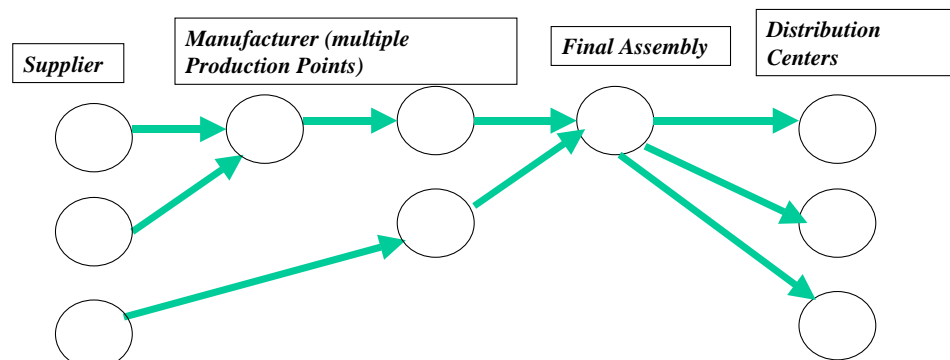 Supplier
Manufacturer (multiple
Production Points)
Final Assembly
Distribution
Centers